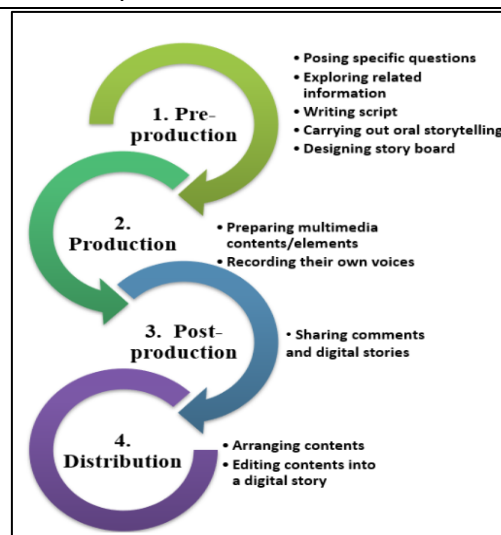 1. Pre-
production
• Posing specific questions
• Exploring related
information
• Writing script
• Carrying out oral storytelling
• Designing story board
2.
Production
• Preparing multimedia
contents/elements
• Recording their own voices
3. Post-
production
• Sharing comments
and digital stories
4.
Distribution
• Arranging contents
• Editing contents into
a digital story